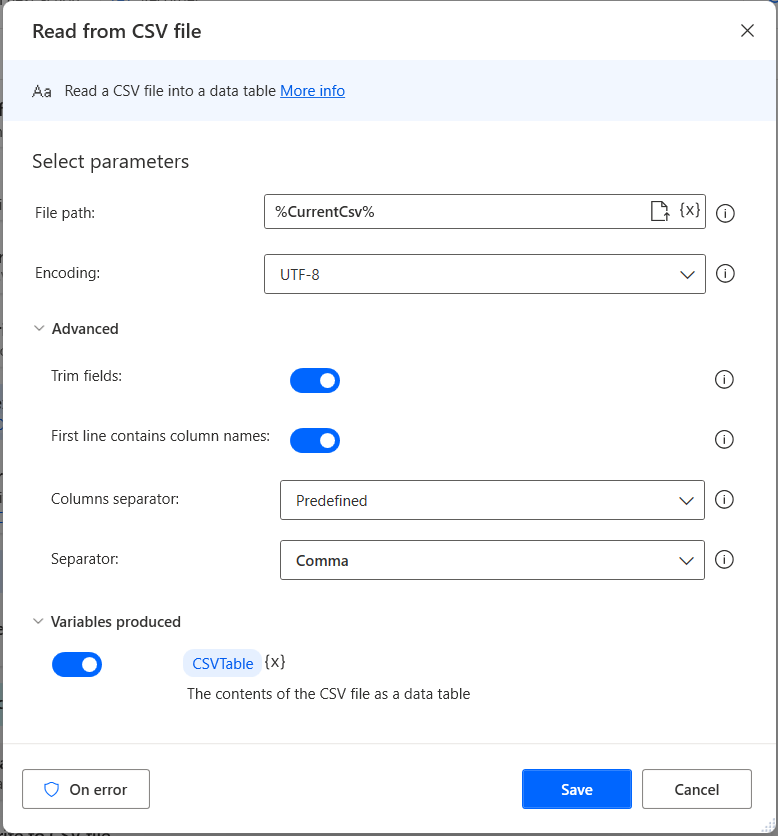 Read from CSV file
Aa Read a CSV file into a data table More info
Select parameters
File path: %CurrentCsv% {x}
Encoding: UTF-8
Advanced
Trim fields:
First line contains column names:
Columns separator: Predefined
Separator: Comma
Variables produced
CSVTable {x}
The contents of the CSV file as a data table
On error Save Cancel